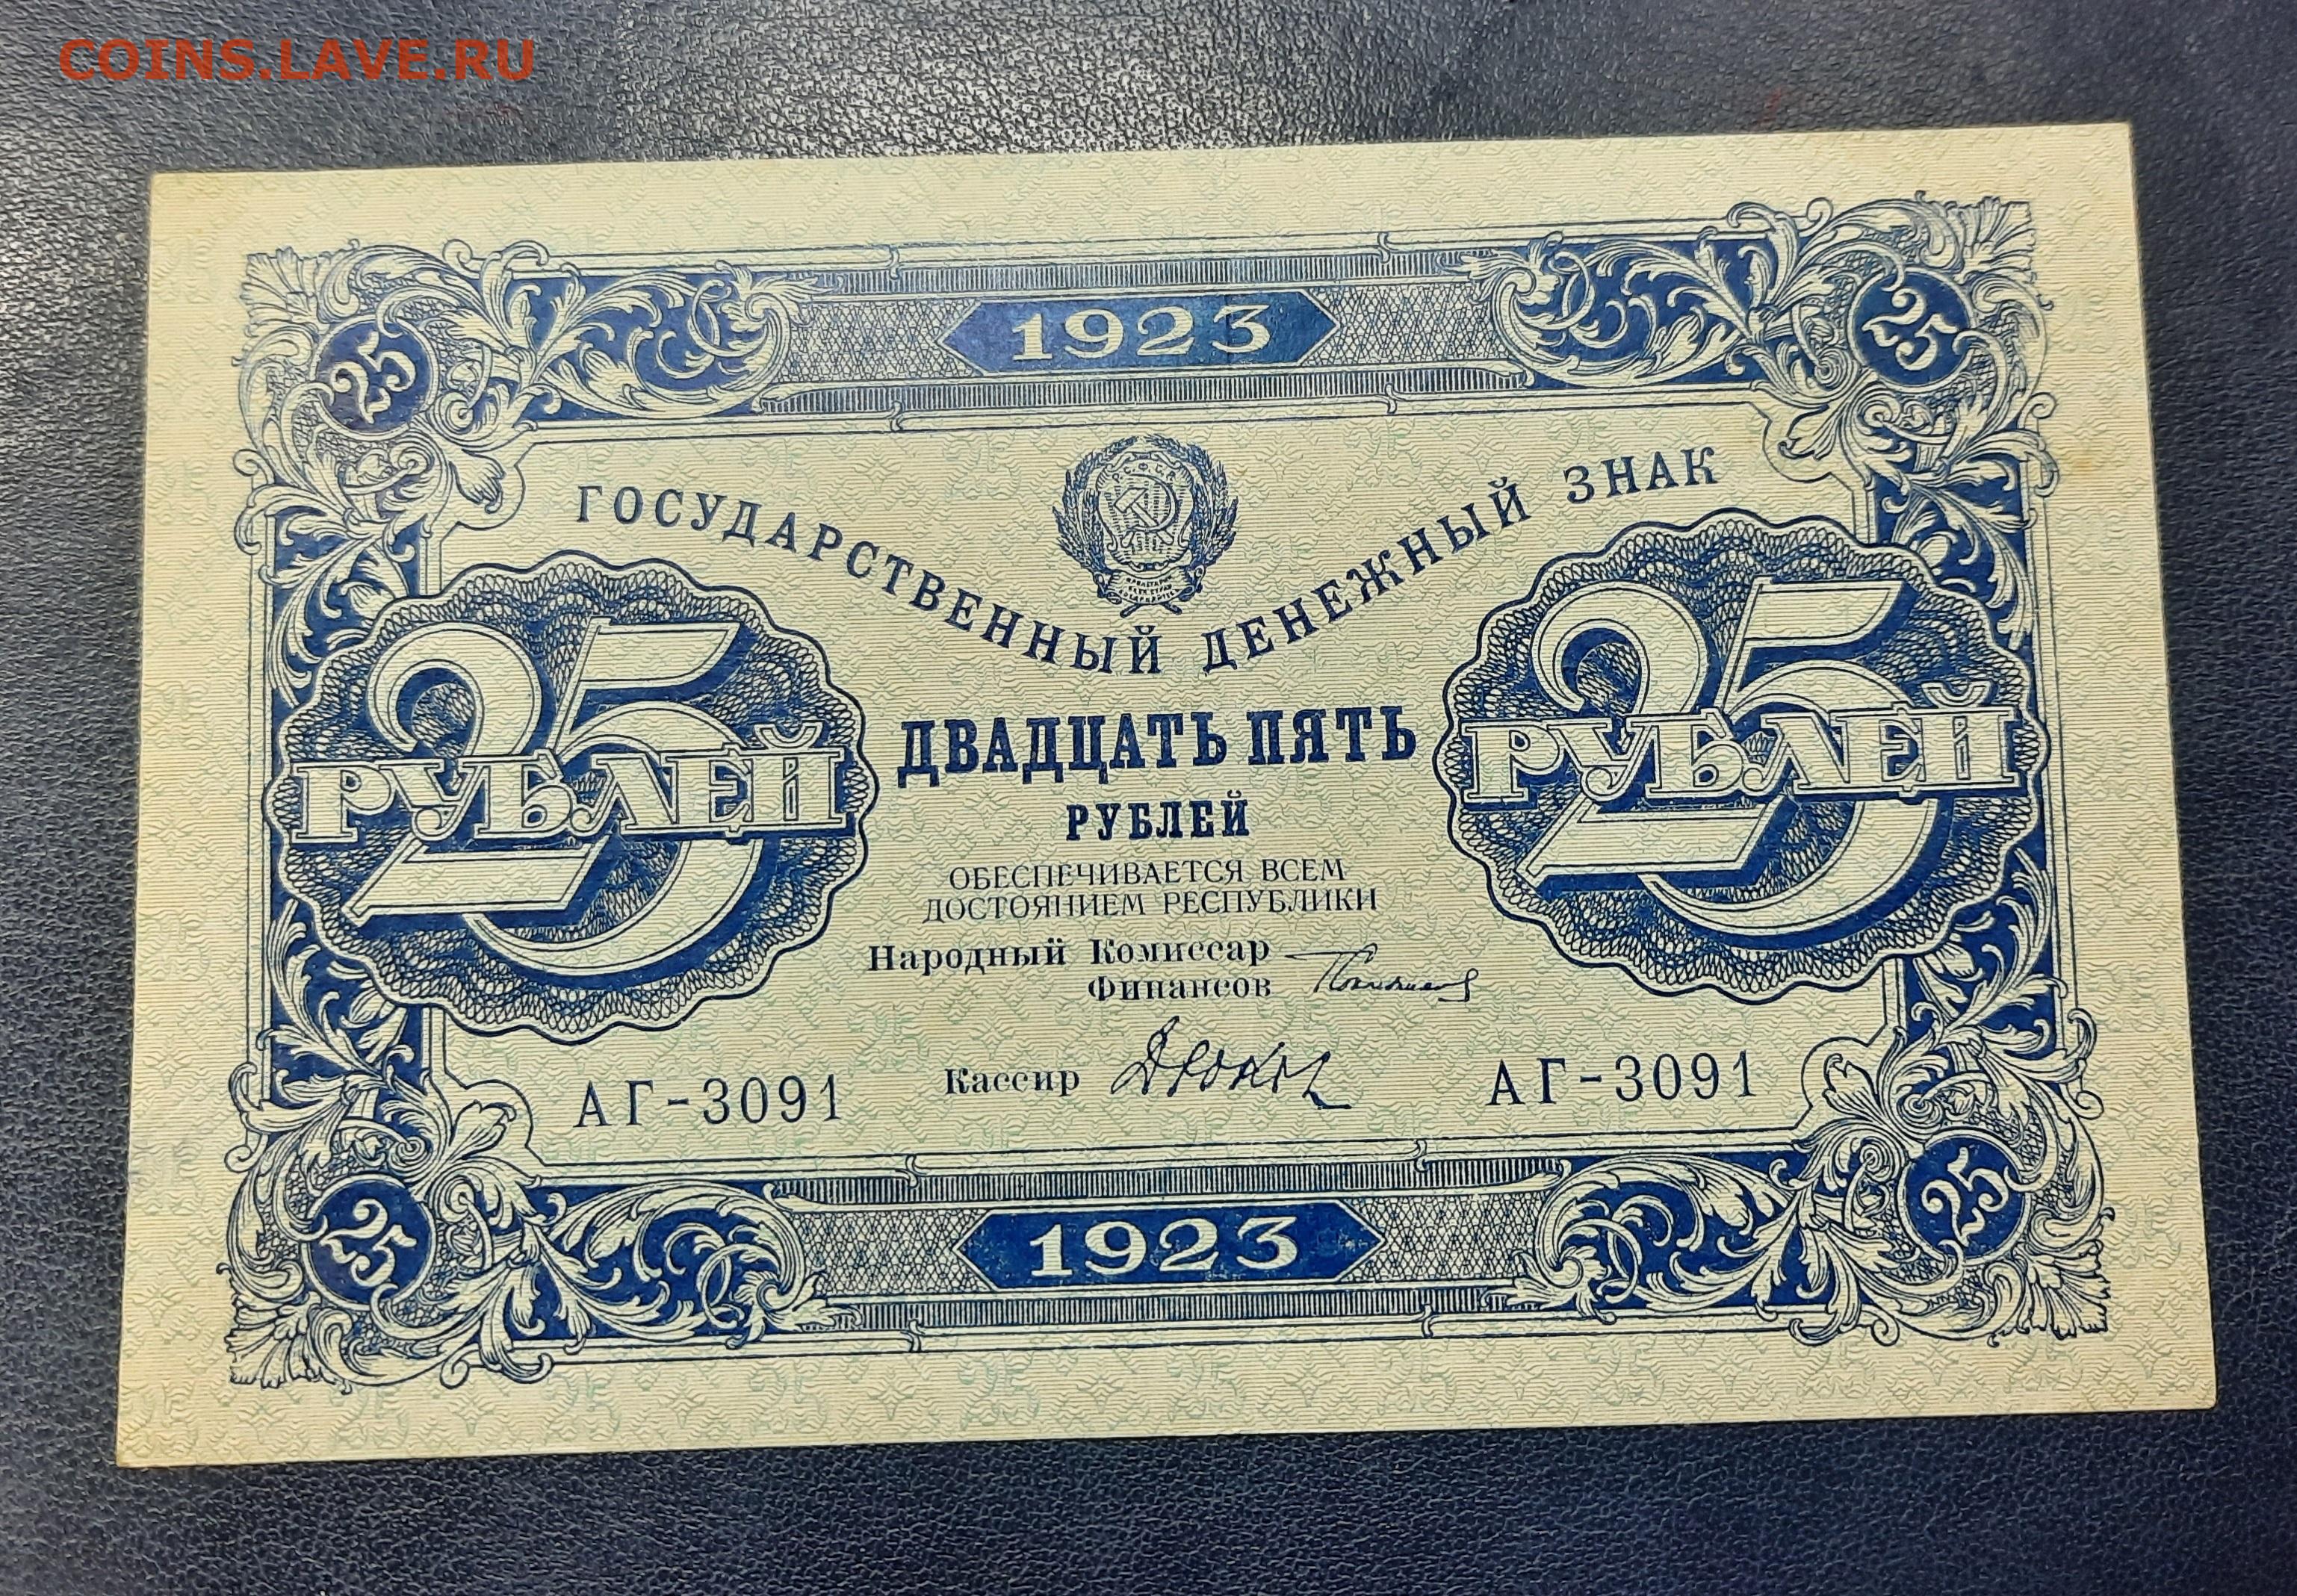 COINS.LAVE.RU
1923
25 25
Р.С.Ф.С.Р.
ГОСУДАРСТВЕННЫЙ ДЕНЕЖНЫЙ ЗНАК
25 РУБЛЕЙ
ДВАДЦАТЬ ПЯТЬ
РУБЛЕЙ
25 РУБЛЕЙ
ОБЕСПЕЧИВАЕТСЯ ВСЕМ
ДОСТОЯНИЕМ РЕСПУБЛИКИ
Народный Комиссар
Финансов
Кассир
АГ-3091 АГ-3091
25 25
1923